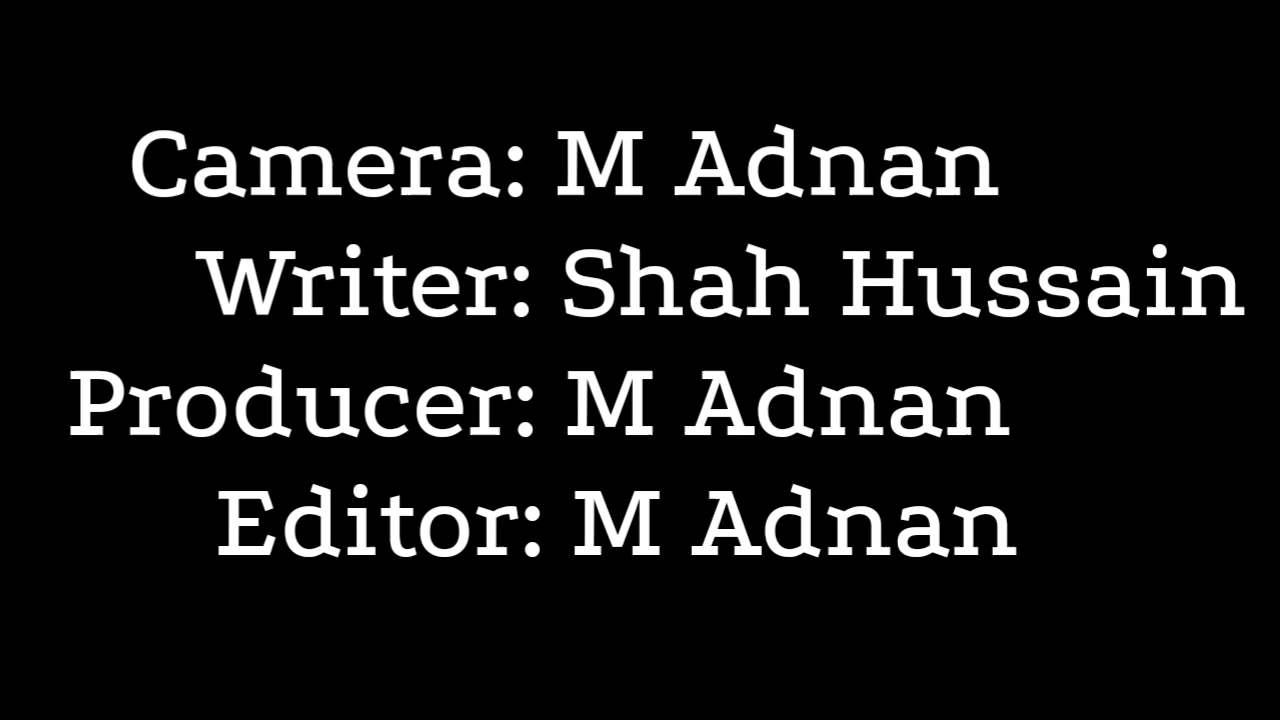 Camera: M Adnan
Writer: Shah Hussain
Producer: M Adnan
Editor: M Adnan